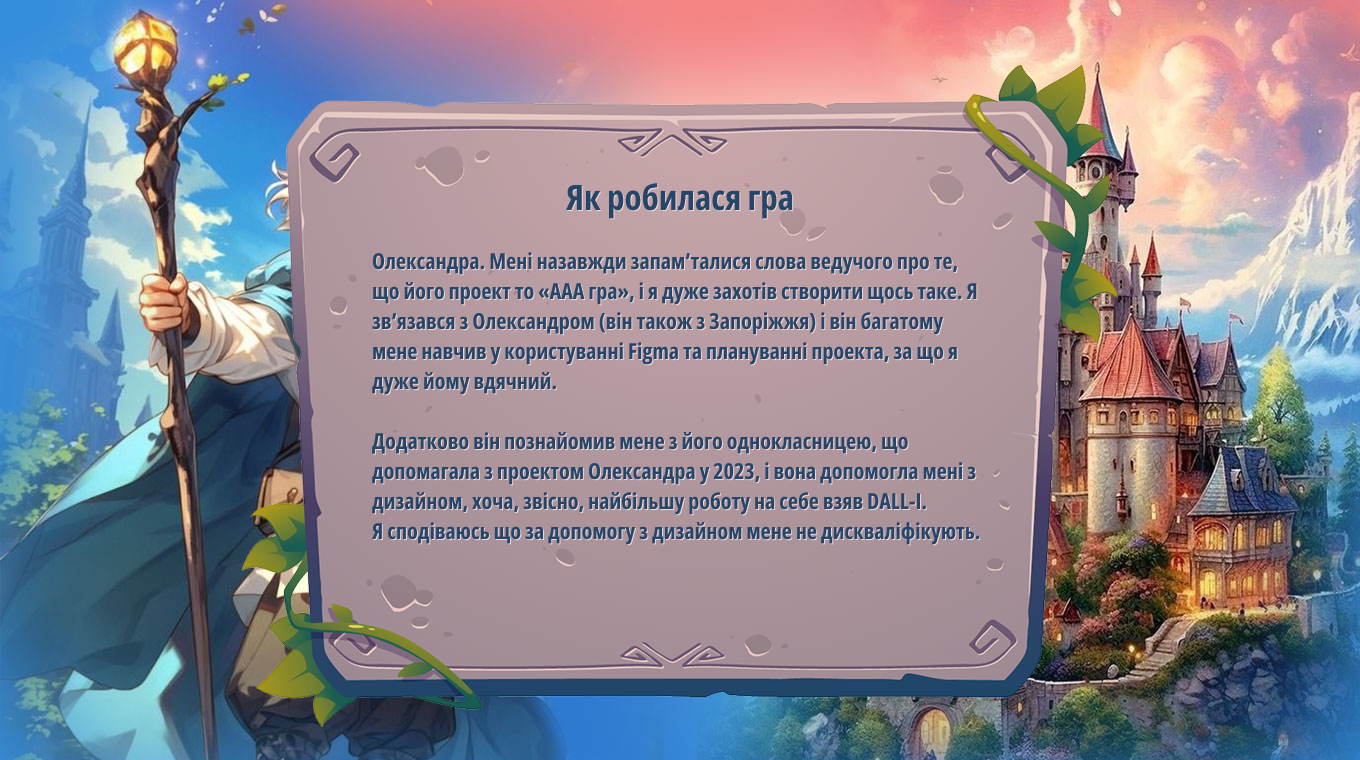 Як робилася гра
Олександра. Мені назавжди запам’талися слова ведучого про те,
що його проект то «ААА гра», і я дуже захотів створити щось таке. Я
зв’язався з Олександром (він також з Запоріжжя) і він багатому
мене навчив у користуванні Figma та плануванні проекта, за що я
дуже йому вдячний.
Додатково він познайомив мене з його однокласницею, що
допомагала з проектом Олександра у 2023, і вона допомогла мені з
дизайном, хоча, звісно, найбільшу роботу на себе взяв DALL-I.
Я сподіваюсь що за допомогу з дизайном мене не дискваліфікують.